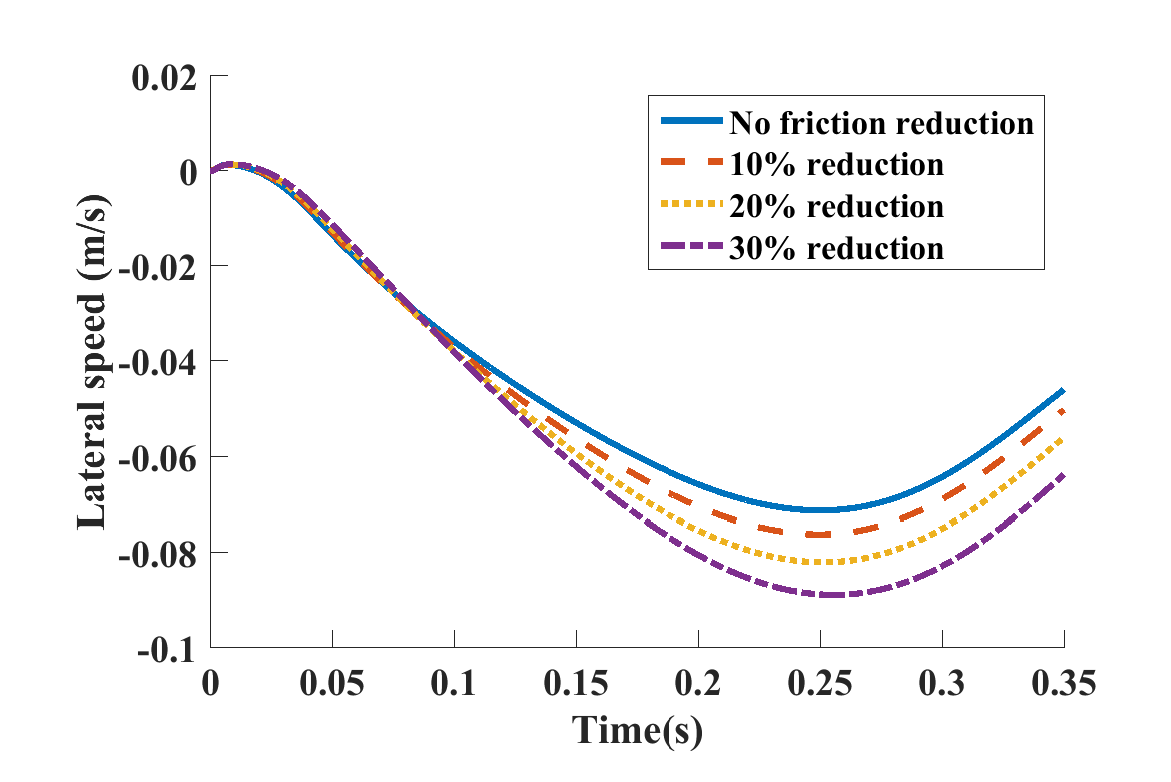 0.02
0
-0.02
-0.04
-0.06
-0.08
-0.1
Lateral speed (m/s)
No friction reduction
10% reduction
20% reduction
30% reduction
0 0.05 0.1 0.15 0.2 0.25 0.3 0.35
Time(s)